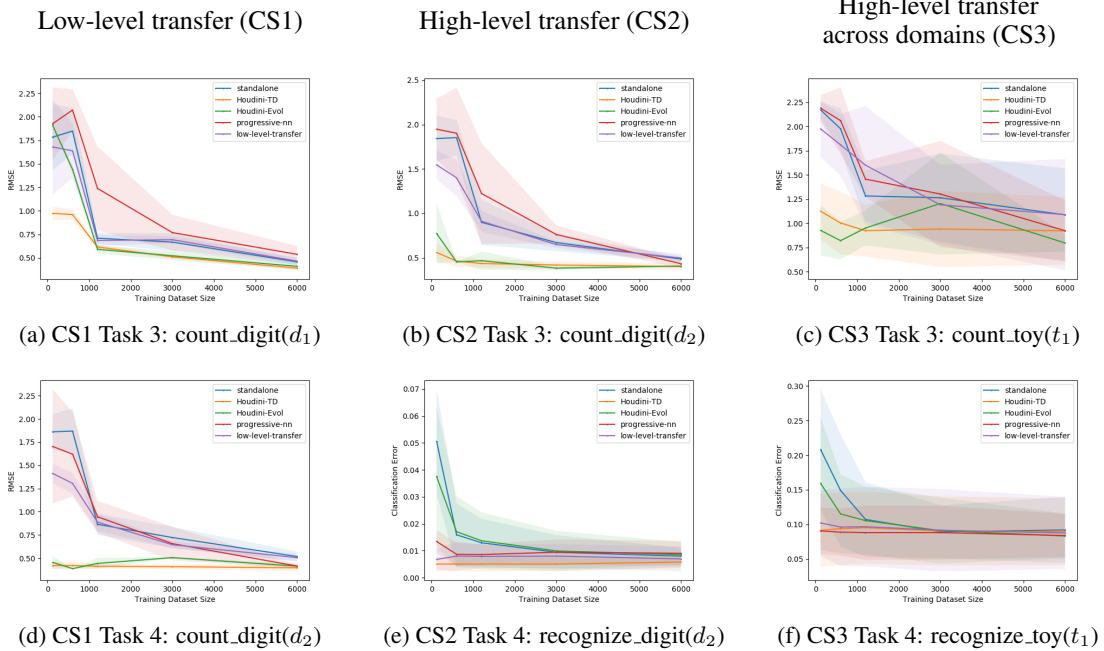 Low-level transfer (CS1)
High-level transfer (CS2)
High-level transfer
across domains (CS3)
2.25
2.00
1.75
1.50
1.25
1.00
0.75
0.50
RMSE
0 1000 2000 3000 4000 5000 6000
Training Dataset Size
standalone
Houdini-TD
Houdini-Evol
progressive-nn
low-level-transfer
(a) CS1 Task 3: count_digit(d₁)
2.5
2.0
1.5
1.0
0.5
RMSE
0 1000 2000 3000 4000 5000 6000
Training Dataset Size
standalone
Houdini-TD
Houdini-Evol
progressive-nn
low-level-transfer
(b) CS2 Task 3: count_digit(d₂)
2.25
2.00
1.75
1.50
1.25
1.00
0.75
0.50
RMSE
0 1000 2000 3000 4000 5000 6000
Training Dataset Size
standalone
Houdini-TD
Houdini-Evol
progressive-nn
low-level-transfer
(c) CS3 Task 3: count_toy(t₁)
2.25
2.00
1.75
1.50
1.25
1.00
0.75
0.50
RMSE
0 1000 2000 3000 4000 5000 6000
Training Dataset Size
standalone
Houdini-TD
Houdini-Evol
progressive-nn
low-level-transfer
(d) CS1 Task 4: count_digit(d₂)
0.07
0.06
0.05
0.04
0.03
0.02
0.01
0.00
Classification Error
0 1000 2000 3000 4000 5000 6000
Training Dataset Size
standalone
Houdini-TD
Houdini-Evol
progressive-nn
low-level-transfer
(e) CS2 Task 4: recognize_digit(d₂)
0.30
0.25
0.20
0.15
0.10
0.05
Classification Error
0 1000 2000 3000 4000 5000 6000
Training Dataset Size
standalone
Houdini-TD
Houdini-Evol
progressive-nn
low-level-transfer
(f) CS3 Task 4: recognize_toy(t₁)